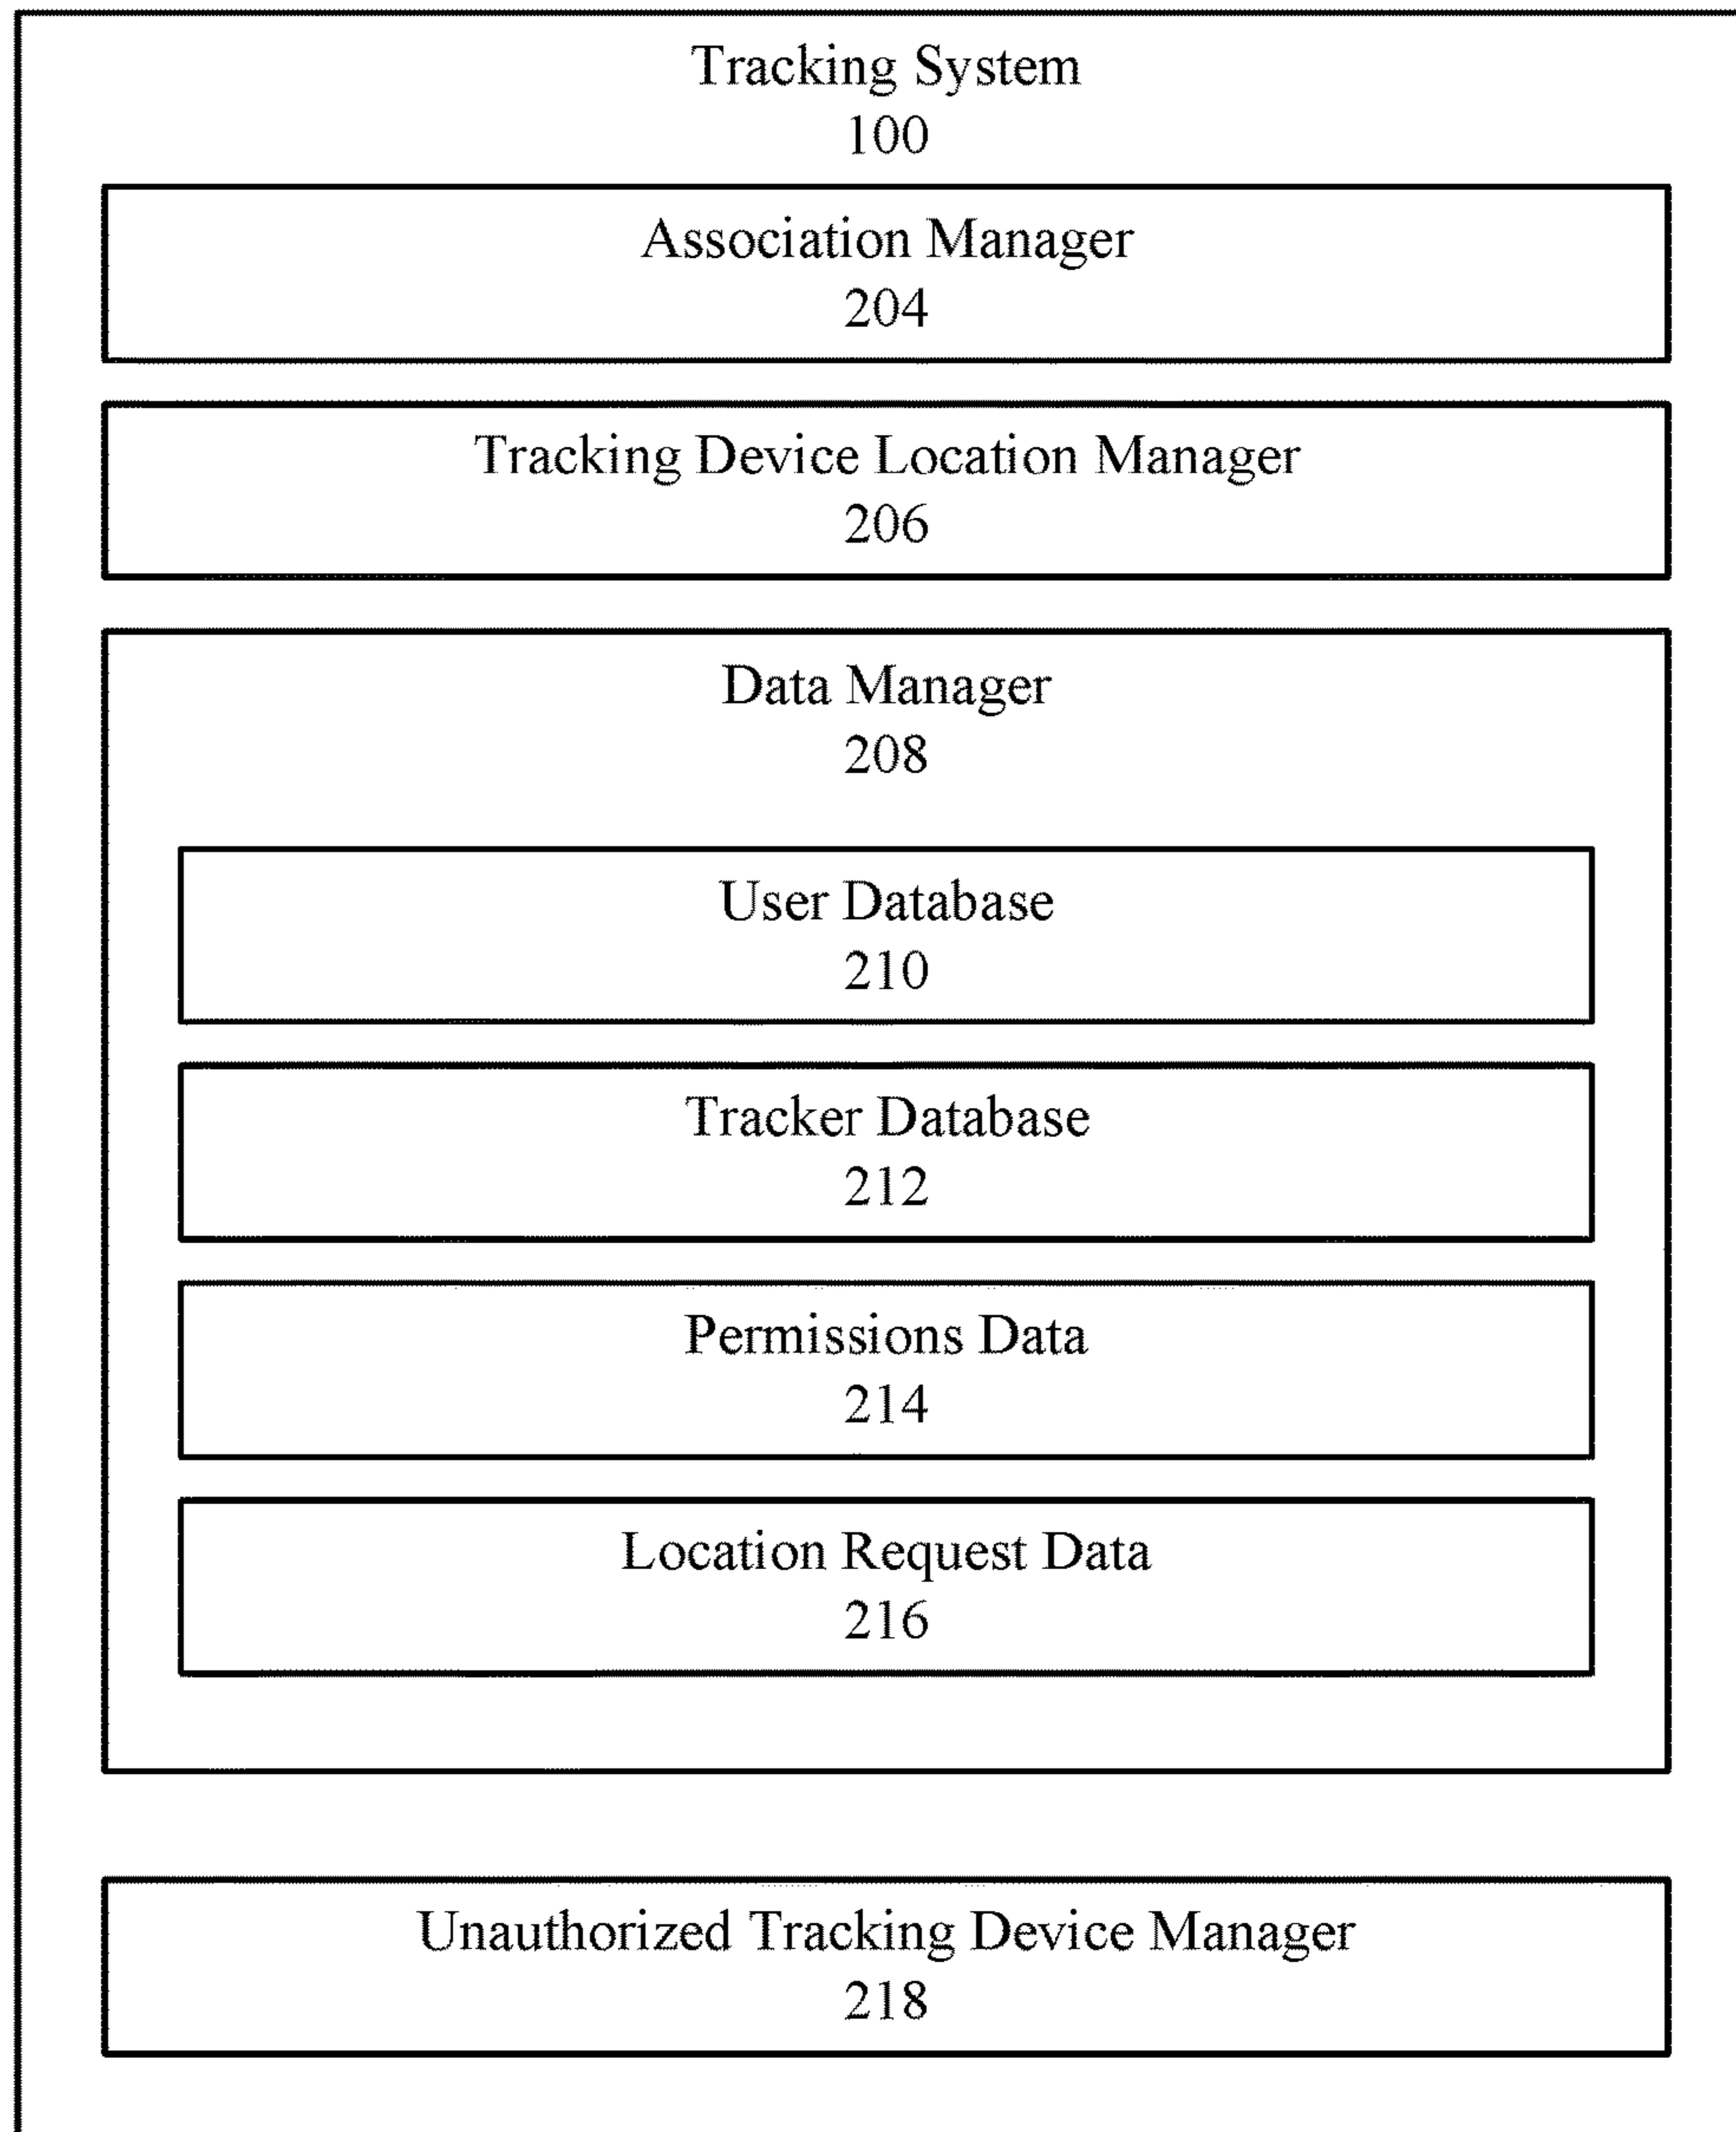 Tracking System
100
Association Manager
204
Tracking Device Location Manager
206
Data Manager
208
User Database
210
Tracker Database
212
Permissions Data
214
Location Request Data
216
Unauthorized Tracking Device Manager
218